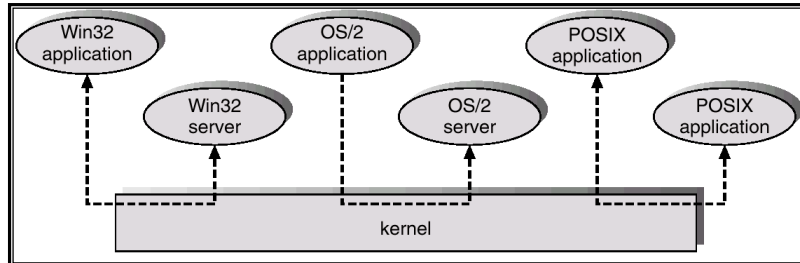 Win32
application
OS/2
application
POSIX
application
Win32
server
OS/2
server
POSIX
application
kernel